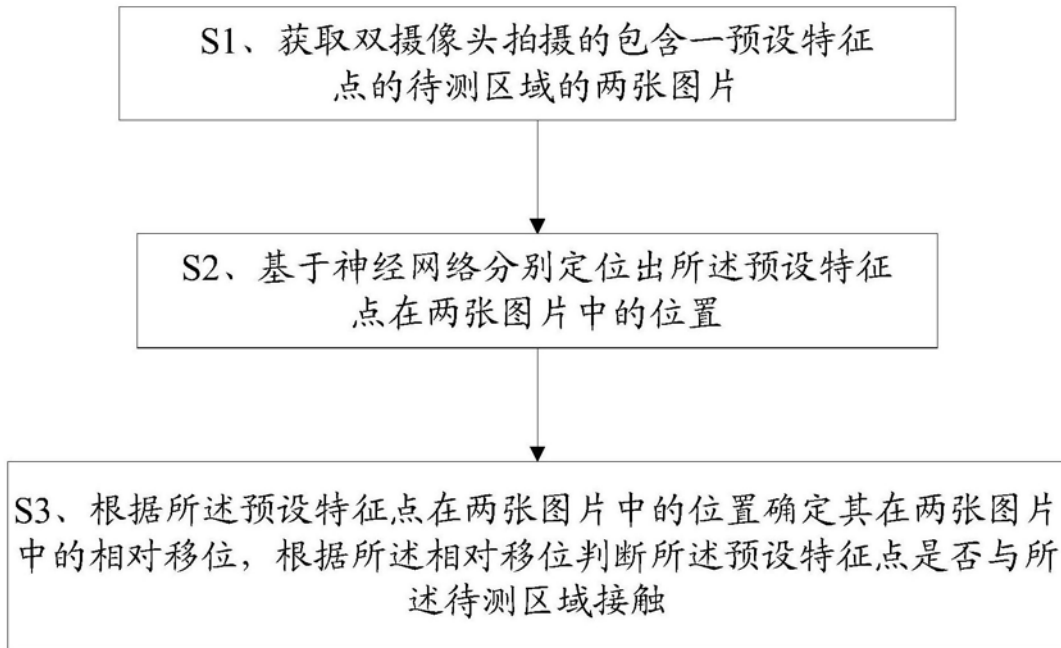 S1、获取双摄像头拍摄的包含一预设特征
点的待测区域的两张图片
S2、基于神经网络分别定位出所述预设特征
点在两张图片中的位置
S3、根据所述预设特征点在两张图片中的位置确定其在两张图片
中的相对移位，根据所述相对移位判断所述预设特征点是否与所
述待测区域接触